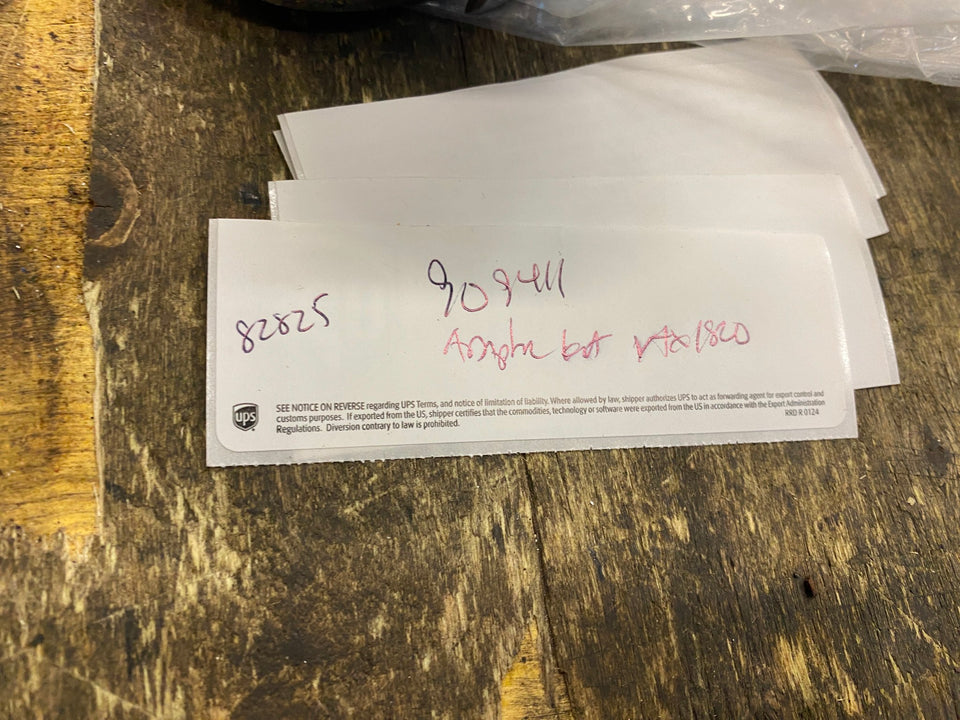 82825
909411
bot vtx1800
UPS
SEE NOTICE ON REVERSE regarding UPS Terms, and notice of limitation of liability. Where allowed by law, shipper authorizes UPS to act as forwarding agent for export control and
customs purposes. If exported from the US, shipper certifies that the commodities, technology or software were exported from the US in accordance with the Export Administration
Regulations. Diversion contrary to law is prohibited.
RRD R 0124